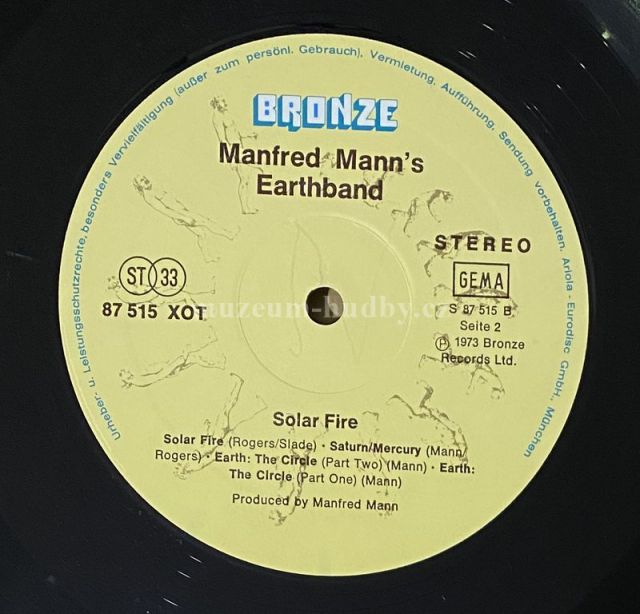 Urheber- u. Leistungsschutzrechte, besonders Vervielfältigung (außer zum persönl. Gebrauch), Vermietung, Aufführung, Sendung vorbehalten. Ariola - Eurodisc GmbH, München
BRONZE
Manfred Mann's
Earthband
STEREO
ST 33
GEMA
87 515 XOT
muzeum-hudby.cz
S 87 515 B
Seite 2
℗ 1973 Bronze
Records Ltd.
Solar Fire
Solar Fire (Rogers/Slade) · Saturn/Mercury (Mann/
Rogers) · Earth: The Circle (Part Two) (Mann) · Earth:
The Circle (Part One) (Mann)
Produced by Manfred Mann